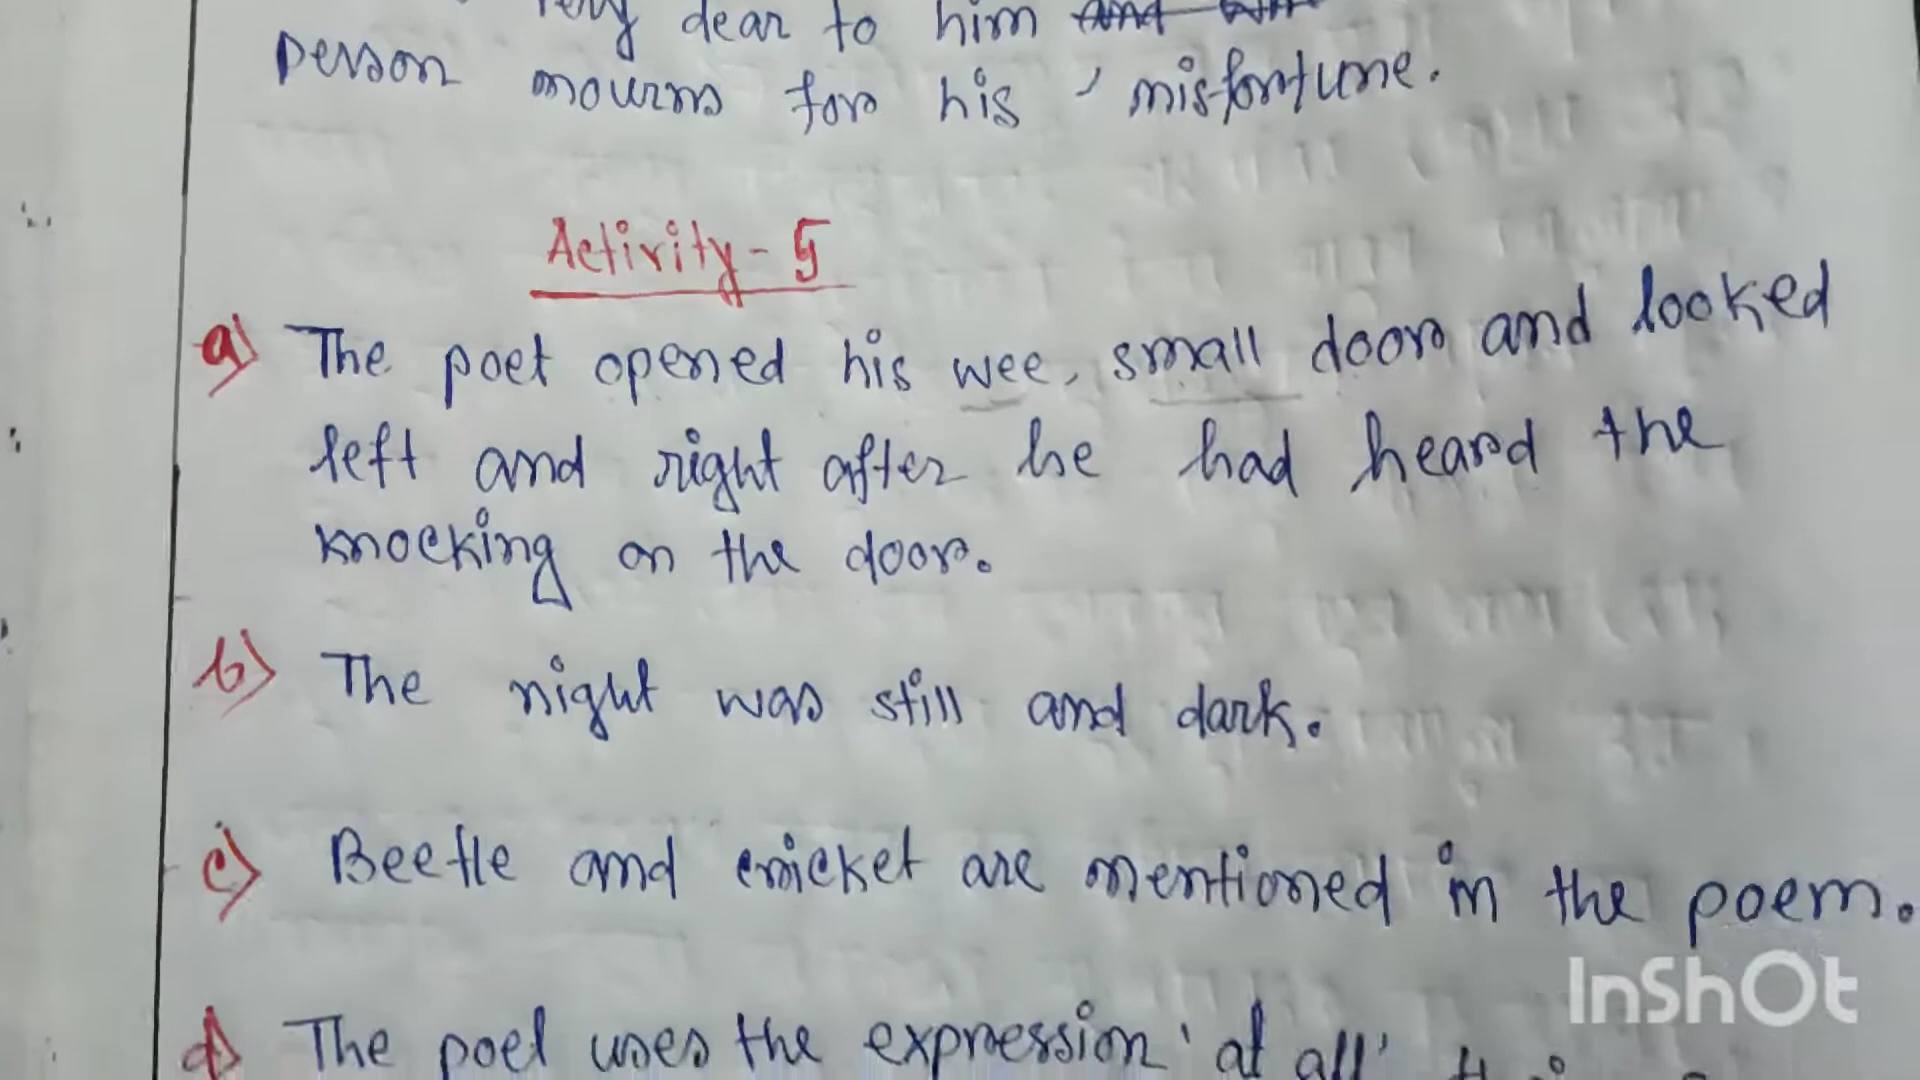 very dear to him
person mourns for his misfortune.
Activity - 5
a) The poet opened his wee, small door and looked
left and right after he had heard the
knocking on the door.
b) The night was still and dark.
c) Beetle and cricket are mentioned in the poem.
d) The poet uses the expression 'at all'
InShOt